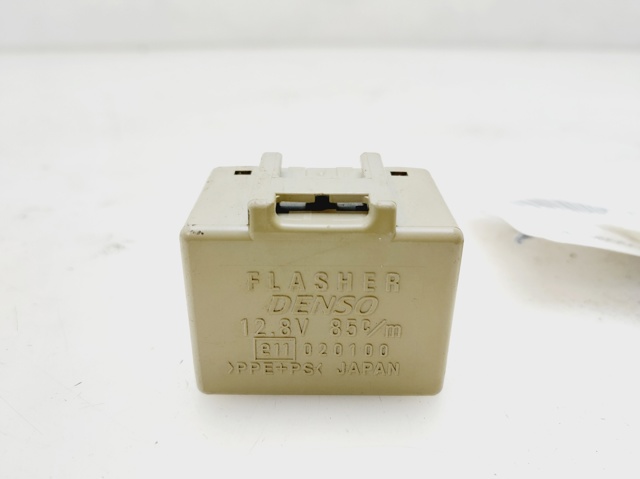 FLASHER
DENSO
12.8V 85c/m
e11 020100
>PPE+PS< JAPAN